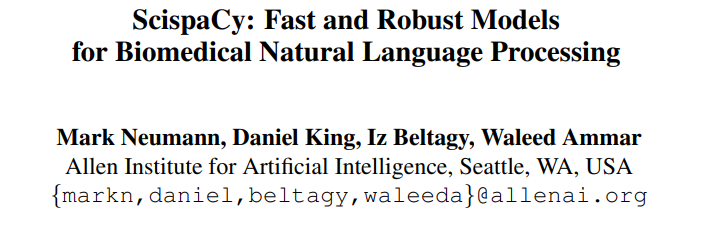 ScispaCy: Fast and Robust Models
for Biomedical Natural Language Processing
Mark Neumann, Daniel King, Iz Beltagy, Waleed Ammar
Allen Institute for Artificial Intelligence, Seattle, WA, USA
{markn,daniel,beltagy,waleeda}@allenai.org